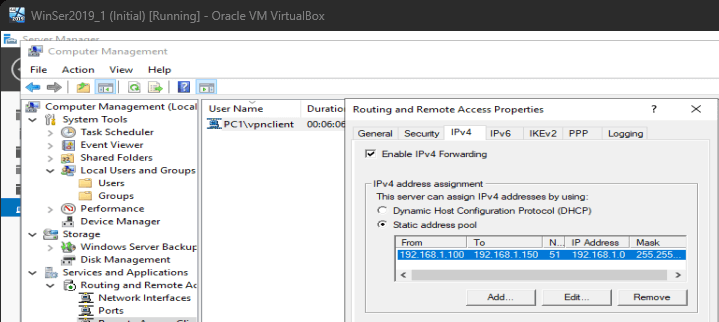 WinSer2019_1 (Initial) [Running] - Oracle VM VirtualBox
Server Manager
Computer Management
File Action View Help
Computer Management (Local
System Tools
Task Scheduler
Event Viewer
Shared Folders
Local Users and Groups
Users
Groups
Performance
Device Manager
Storage
Windows Server Backup
Disk Management
Services and Applications
Routing and Remote Ac
Network Interfaces
Ports
User Name Duration
PC1\vpnclient 00:06:06
Routing and Remote Access Properties ? ×
General Security IPv4 IPv6 IKEv2 PPP Logging
Enable IPv4 Forwarding
IPv4 address assignment
This server can assign IPv4 addresses by using:
Dynamic Host Configuration Protocol (DHCP)
Static address pool
From To N... IP Address Mask
192.168.1.100 192.168.1.150 51 192.168.1.0 255.255...
Add... Edit... Remove